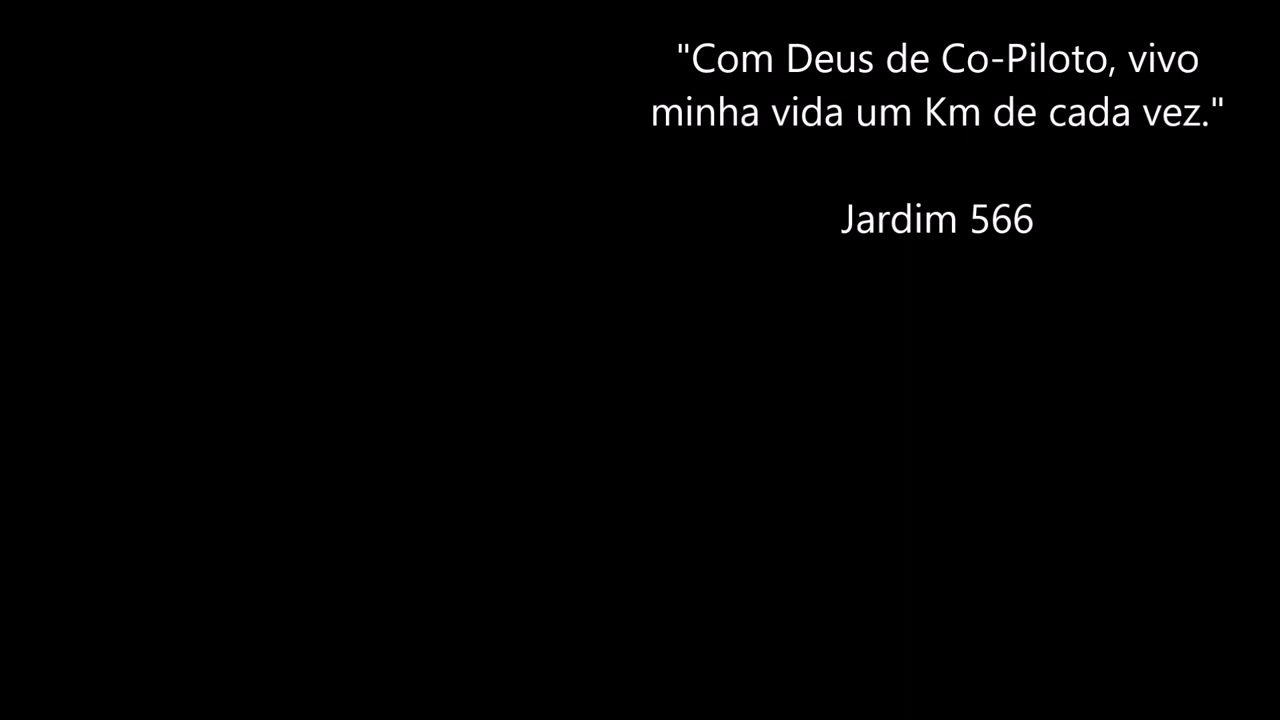 "Com Deus de Co-Piloto, vivo
minha vida um Km de cada vez."
Jardim 566